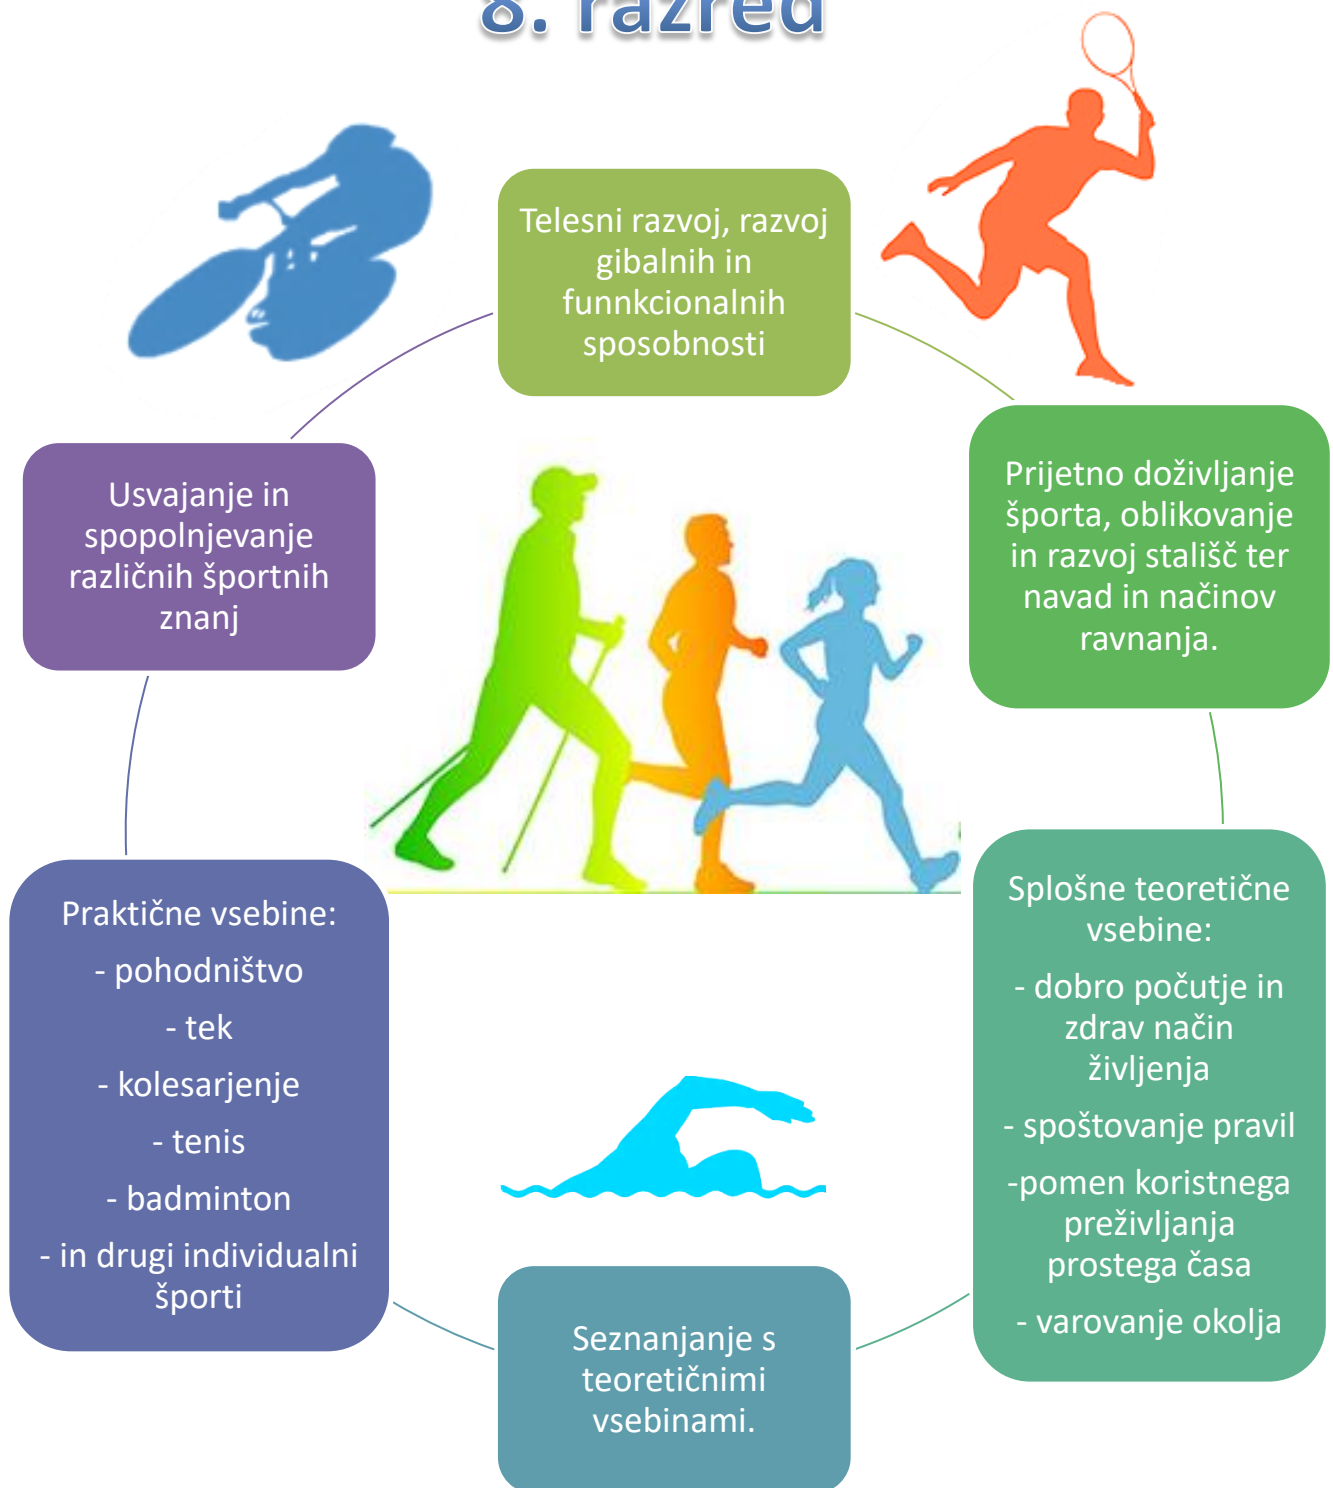 8. razred
Telesni razvoj, razvoj
gibalnih in
funnkcionalnih
sposobnosti
Prijetno doživljanje
športa, oblikovanje
in razvoj stališč ter
navad in načinov
ravnanja.
Splošne teoretične
vsebine:
- dobro počutje in
zdrav način
življenja
- spoštovanje pravil
-pomen koristnega
preživljanja
prostega časa
- varovanje okolja
Seznanjanje s
teoretičnimi
vsebinami.
Praktične vsebine:
- pohodništvo
- tek
- kolesarjenje
- tenis
- badminton
- in drugi individualni
športi
Usvajanje in
spopolnjevanje
različnih športnih
znanj